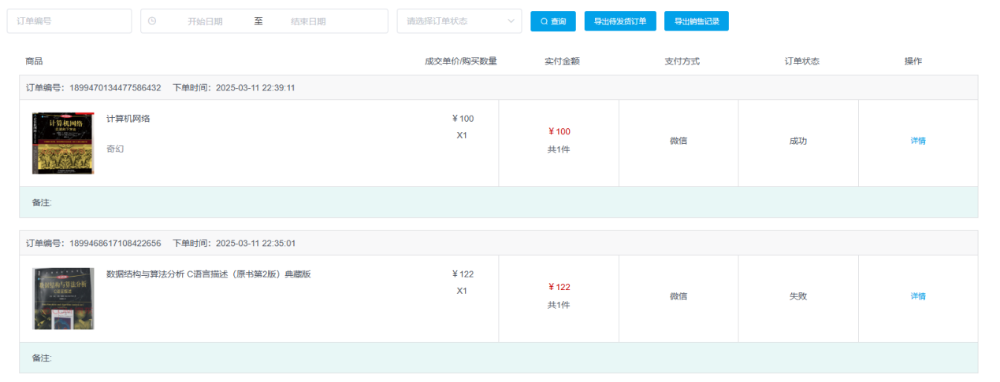 订单编号 开始日期 至 结束日期 请选择订单状态 查询 导出待发货订单 导出销售记录
商品 成交单价/购买数量 实付金额 支付方式 订单状态 操作
订单编号：1899470134477586432 下单时间：2025-03-11 22:39:11
计算机网络
计算机网络 ¥ 100
X1
奇幻
¥ 100
共1件
微信 成功 详情
备注:
订单编号：1899468617108422656 下单时间：2025-03-11 22:35:01
数据结构与算法分析
数据结构与算法分析 C语言描述（原书第2版）典藏版 ¥ 122
X1
¥ 122
共1件
微信 失败 详情
备注: